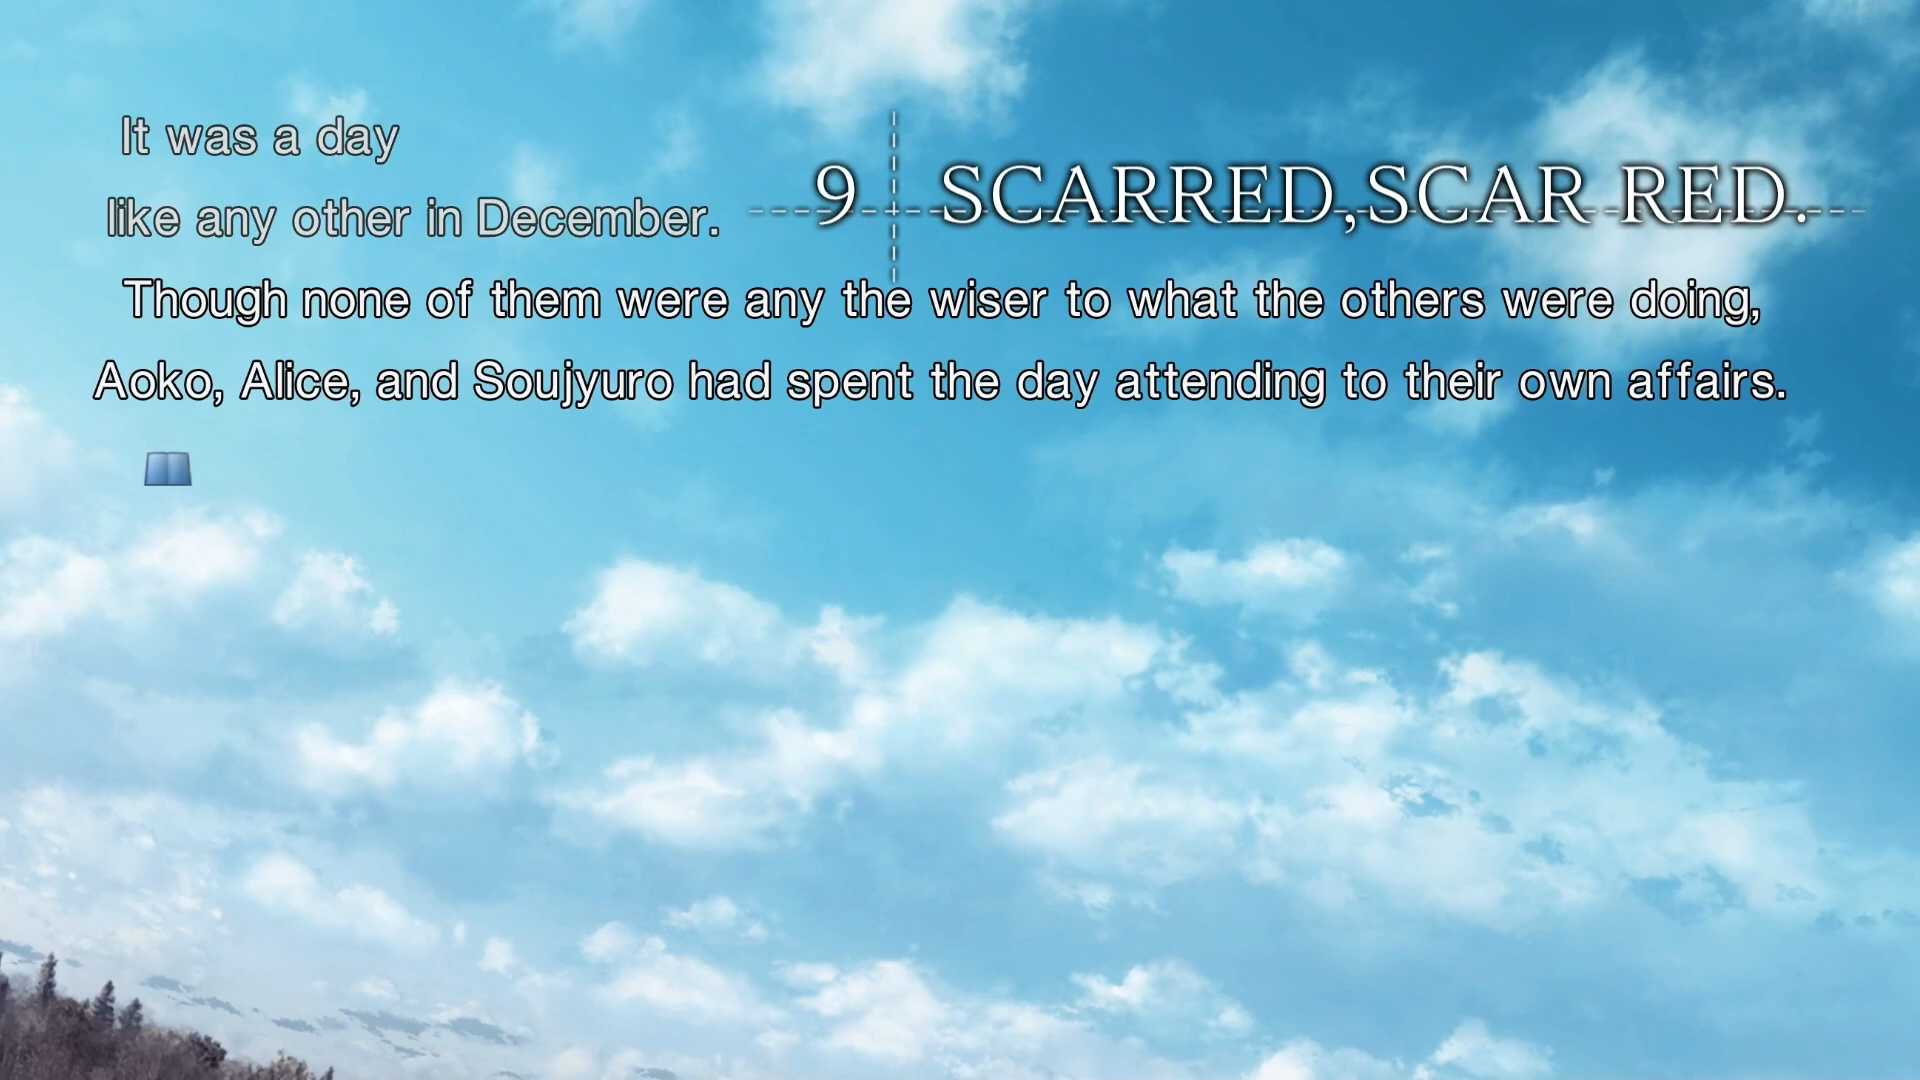 It was a day
like any other in December.
9 SCARRED,SCAR RED.
Though none of them were any the wiser to what the others were doing,
Aoko, Alice, and Soujyuro had spent the day attending to their own affairs.